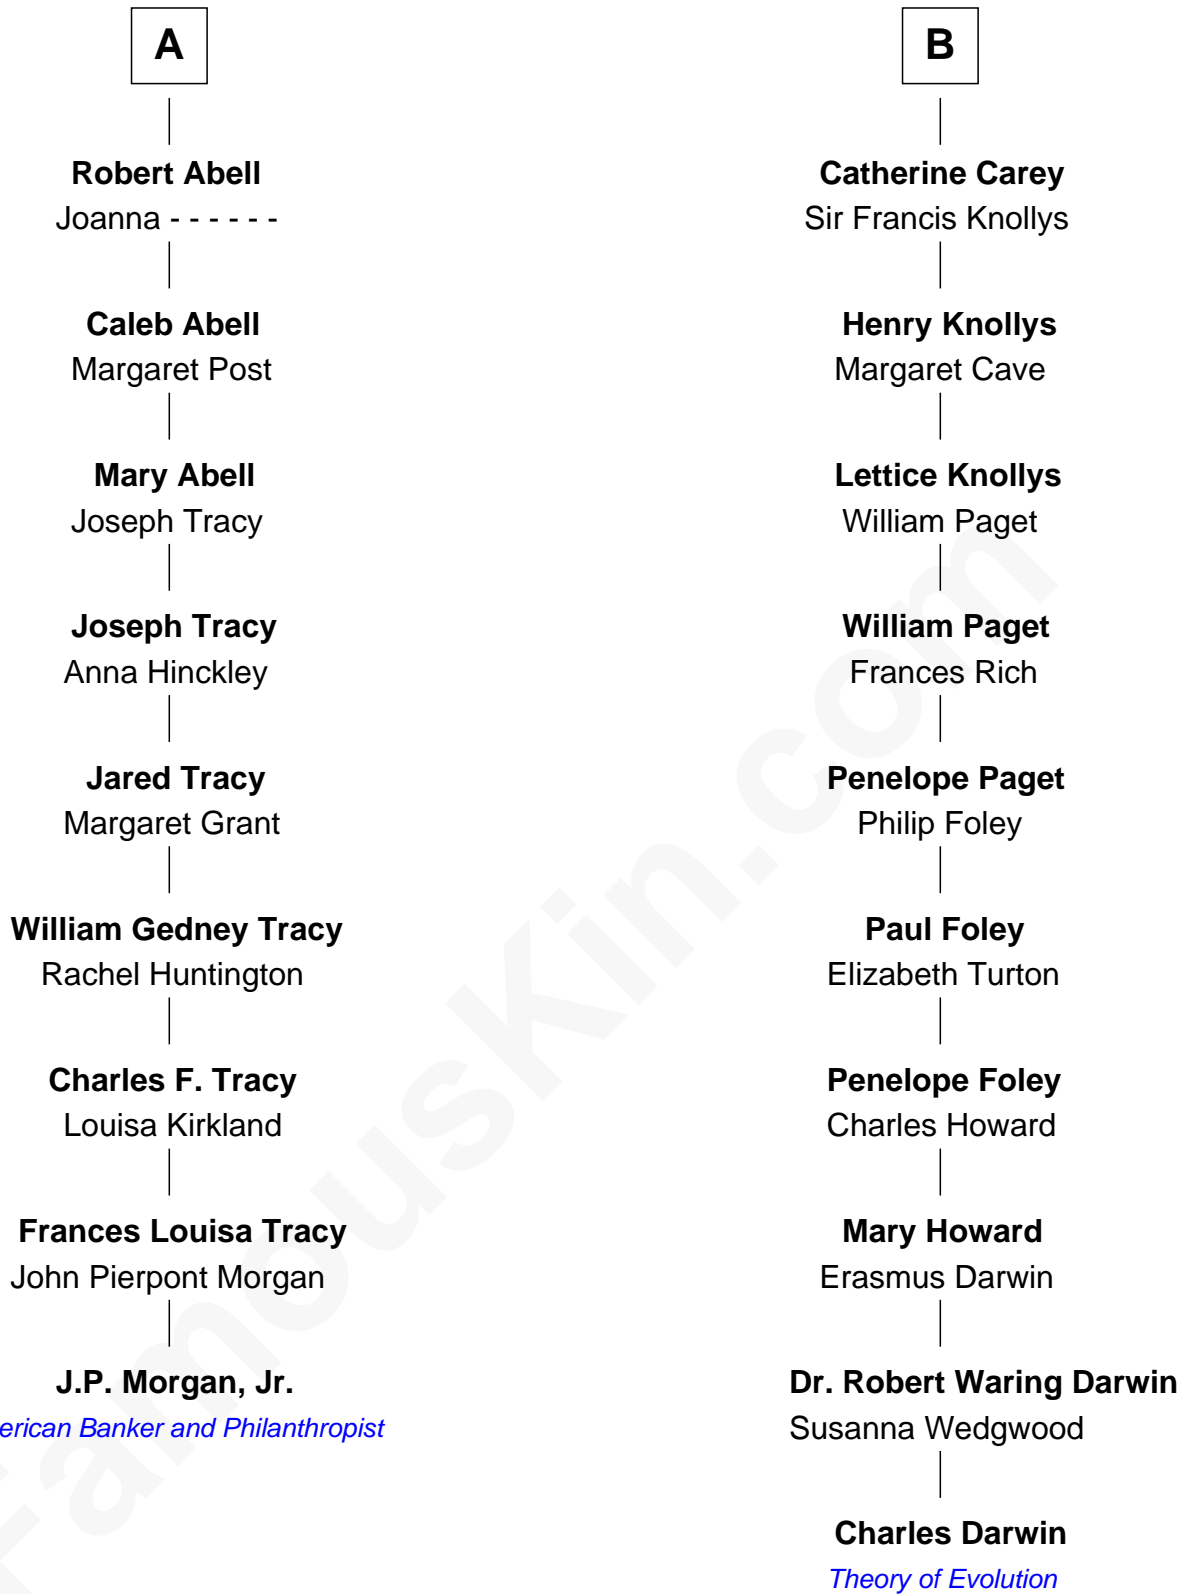 A
Robert Abell
Joanna - - - - - -
Caleb Abell
Margaret Post
Mary Abell
Joseph Tracy
Joseph Tracy
Anna Hinckley
Jared Tracy
Margaret Grant
William Gedney Tracy
Rachel Huntington
Charles F. Tracy
Louisa Kirkland
Frances Louisa Tracy
John Pierpont Morgan
J.P. Morgan, Jr.
erican Banker and Philanthropist
B
Catherine Carey
Sir Francis Knollys
Henry Knollys
Margaret Cave
Lettice Knollys
William Paget
William Paget
Frances Rich
Penelope Paget
Philip Foley
Paul Foley
Elizabeth Turton
Penelope Foley
Charles Howard
Mary Howard
Erasmus Darwin
Dr. Robert Waring Darwin
Susanna Wedgwood
Charles Darwin
Theory of Evolution
FamousKin.com